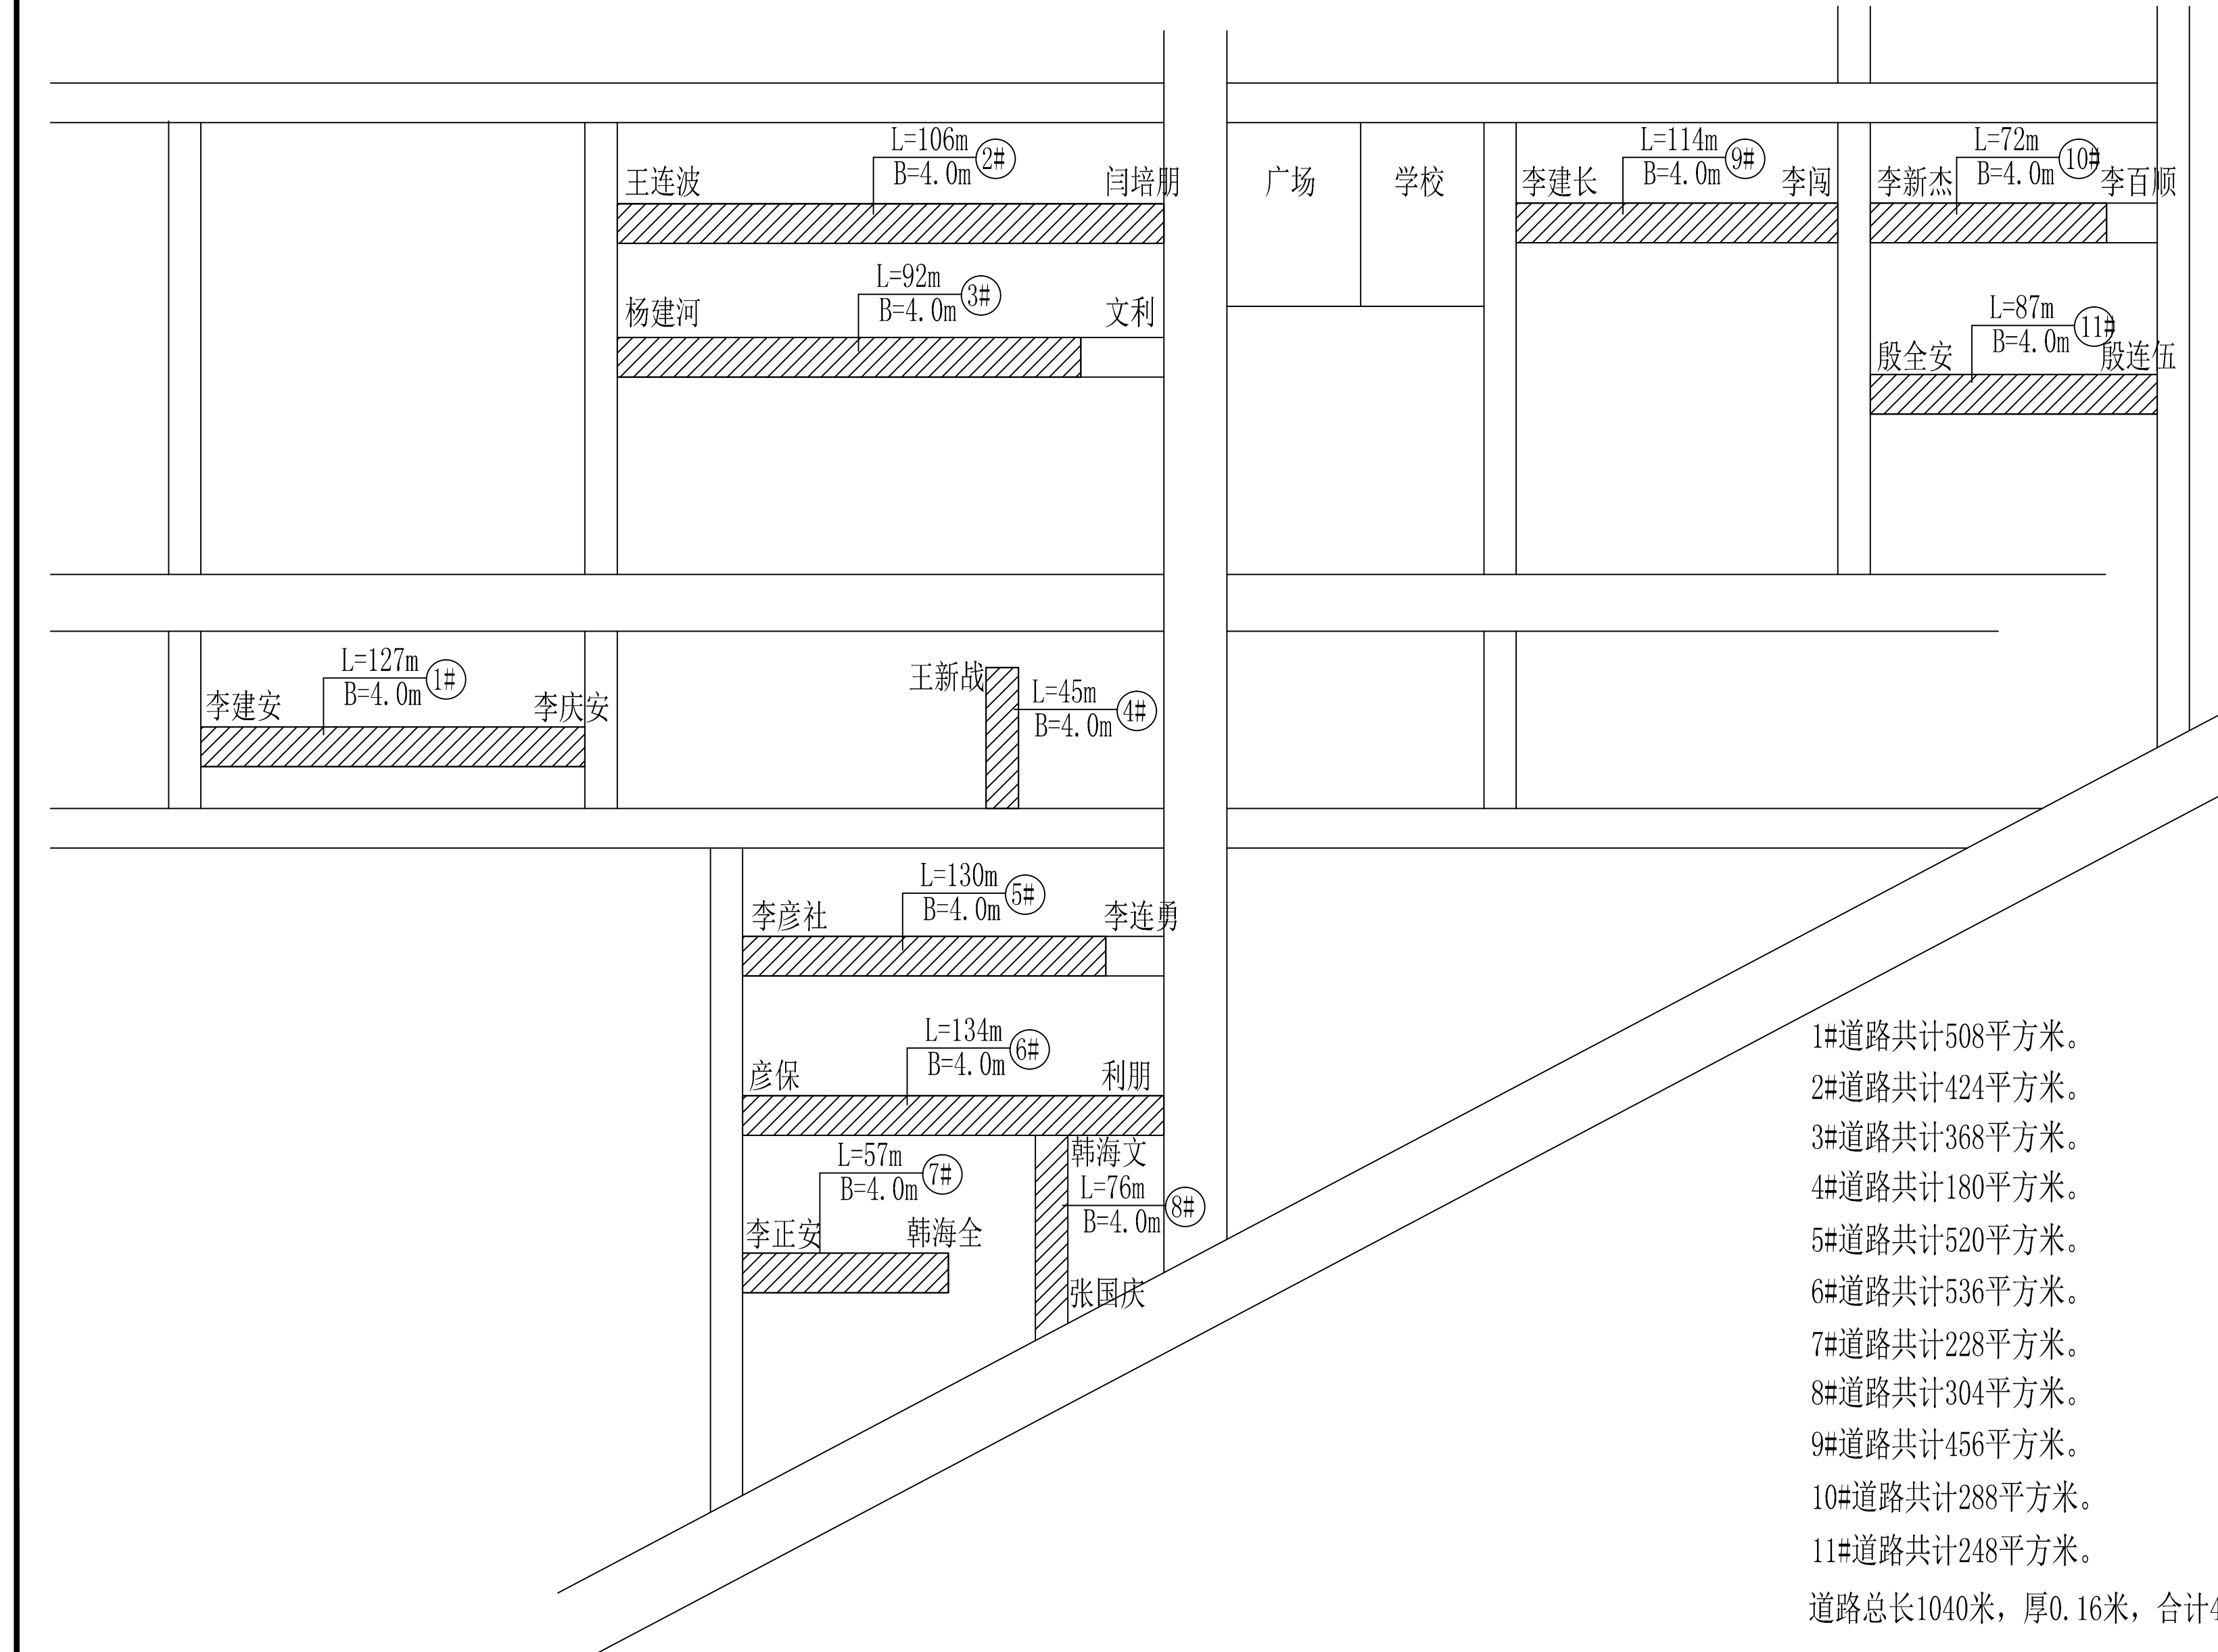 L=106m
B=4.0m
2#
王连波
闫培朋
L=92m
B=4.0m
3#
杨建河
文利
广场
学校
L=114m
B=4.0m
9#
李建长
李闯
L=72m
B=4.0m
10#
李新杰
李百顺
L=87m
B=4.0m
11#
殷全安
殷连伍
L=127m
B=4.0m
1#
李建安
李庆安
王新战
L=45m
B=4.0m
4#
L=130m
B=4.0m
5#
李彦社
李连勇
L=134m
B=4.0m
6#
彦保
利朋
L=57m
B=4.0m
7#
李正安
韩海全
韩海文
L=76m
B=4.0m
8#
张国庆
1#道路共计508平方米。
2#道路共计424平方米。
3#道路共计368平方米。
4#道路共计180平方米。
5#道路共计520平方米。
6#道路共计536平方米。
7#道路共计228平方米。
8#道路共计304平方米。
9#道路共计456平方米。
10#道路共计288平方米。
11#道路共计248平方米。
道路总长1040米，厚0.16米，合计4